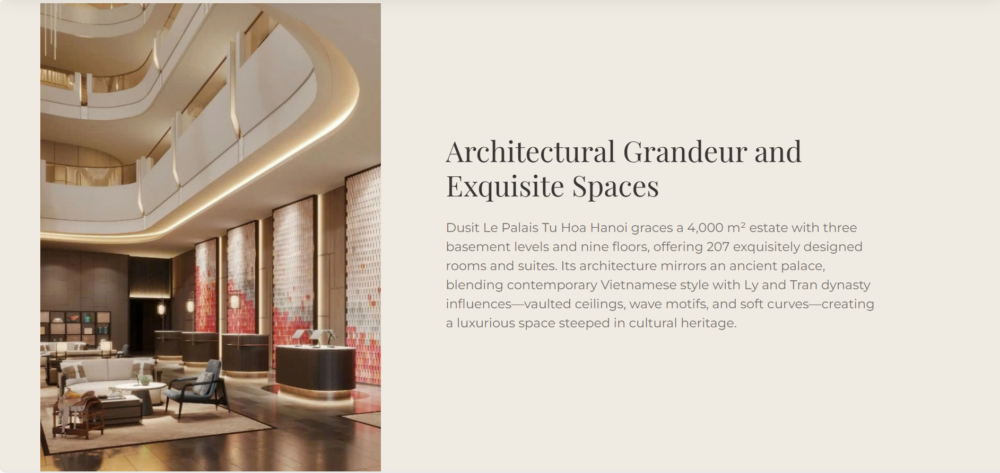 Architectural Grandeur and
Exquisite Spaces
Dusit Le Palais Tu Hoa Hanoi graces a 4,000 m² estate with three
basement levels and nine floors, offering 207 exquisitely designed
rooms and suites. Its architecture mirrors an ancient palace,
blending contemporary Vietnamese style with Ly and Tran dynasty
influences—vaulted ceilings, wave motifs, and soft curves—creating
a luxurious space steeped in cultural heritage.